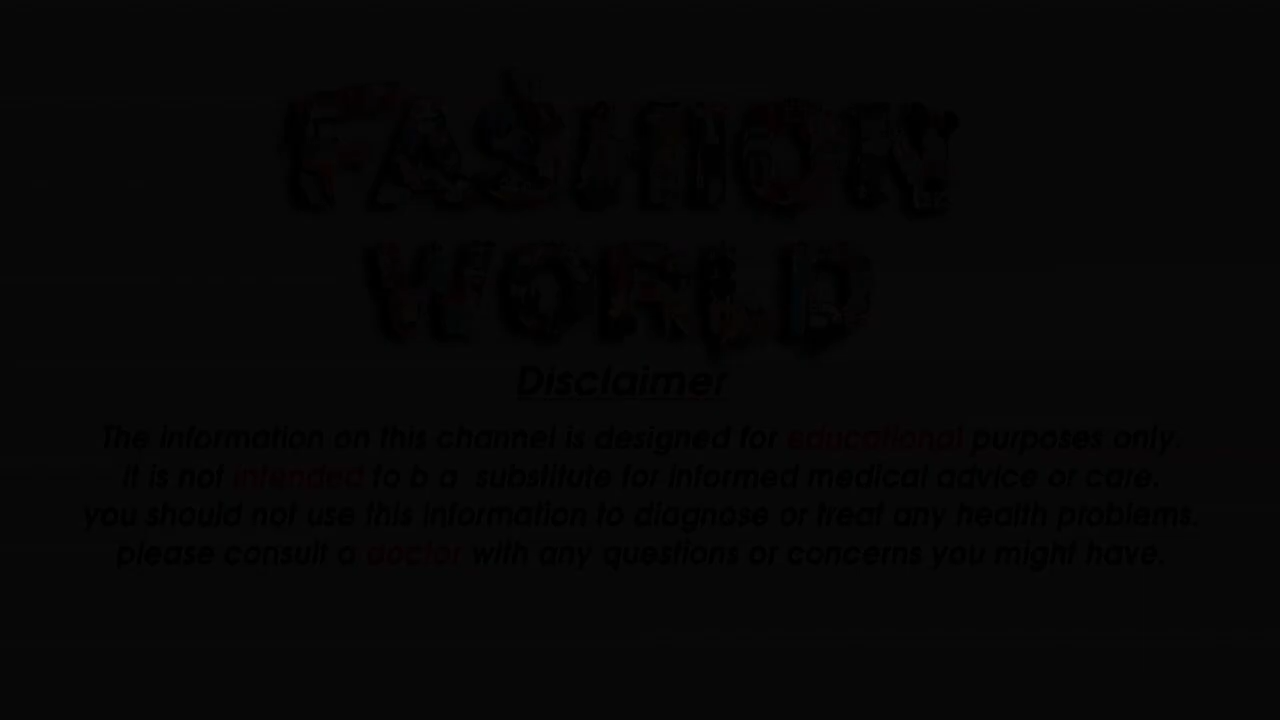 FASHION
WORLD
Disclaimer
The information on this channel is designed for educational purposes only.
it is not intended to b a substitute for informed medical advice or care.
you should not use this information to diagnose or treat any health problems.
please consult a doctor with any questions or concerns you might have.